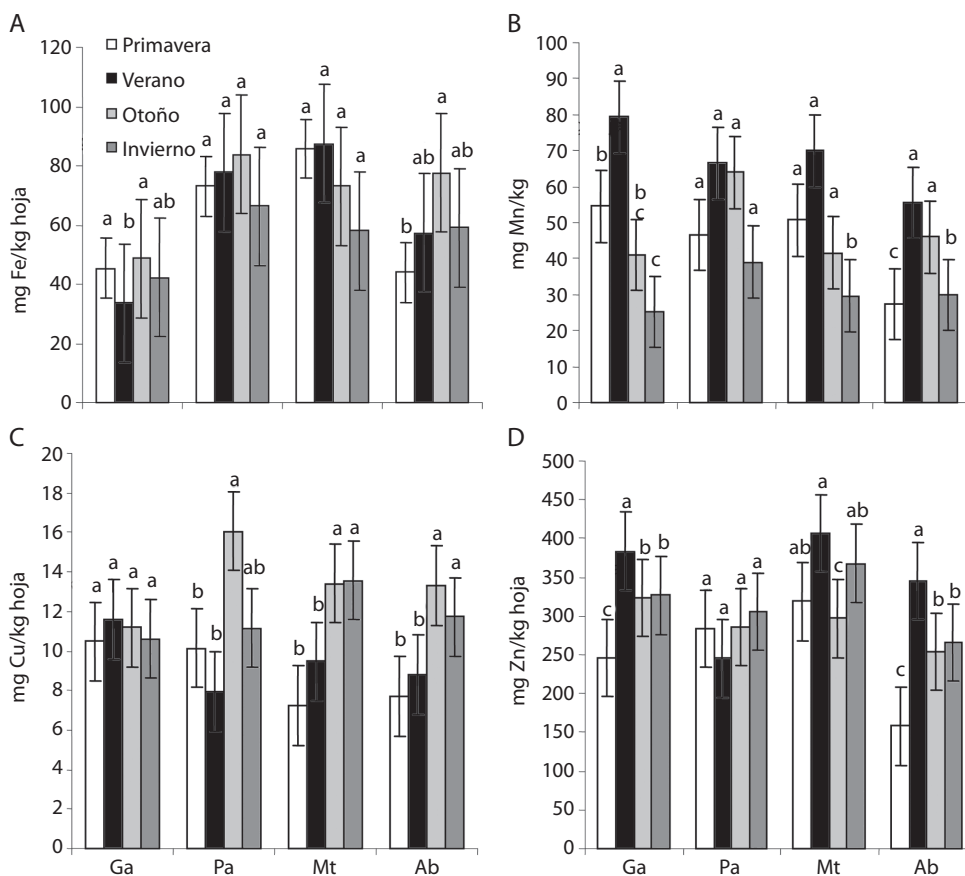 A
mg Fe/kg hoja
120
100
80
60
40
20
0
Primavera
Verano
Otoño
Invierno
a b a ab
a a a a
a a a a
b ab a ab
B
mg Mn/kg
100
90
80
70
60
50
40
30
20
10
0
b a b c c
a a a a
a a a b
c a a b
C
mg Cu/kg hoja
20
18
16
14
12
10
8
6
4
2
0
a a a a
b b a ab
b b a a
b b a a
Ga Pa Mt Ab
D
mg Zn/kg hoja
500
450
400
350
300
250
200
150
100
50
0
c a b b
a a a a
ab a c ab
c a b b
Ga Pa Mt Ab